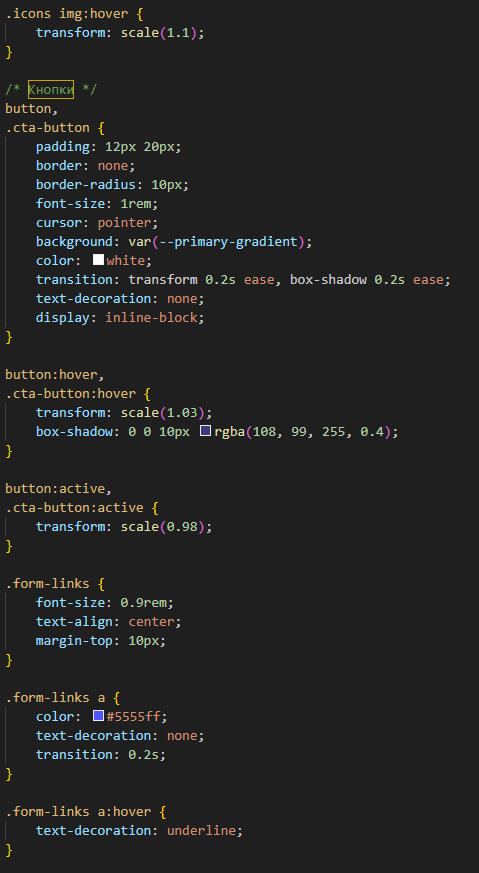 .icons img:hover {
    transform: scale(1.1);
}

/* Кнопки */
button,
.cta-button {
    padding: 12px 20px;
    border: none;
    border-radius: 10px;
    font-size: 1rem;
    cursor: pointer;
    background: var(--primary-gradient);
    color: white;
    transition: transform 0.2s ease, box-shadow 0.2s ease;
    text-decoration: none;
    display: inline-block;
}

button:hover,
.cta-button:hover {
    transform: scale(1.03);
    box-shadow: 0 0 10px rgba(108, 99, 255, 0.4);
}

button:active,
.cta-button:active {
    transform: scale(0.98);
}

.form-links {
    font-size: 0.9rem;
    text-align: center;
    margin-top: 10px;
}

.form-links a {
    color: #5555ff;
    text-decoration: none;
    transition: 0.2s;
}

.form-links a:hover {
    text-decoration: underline;
}